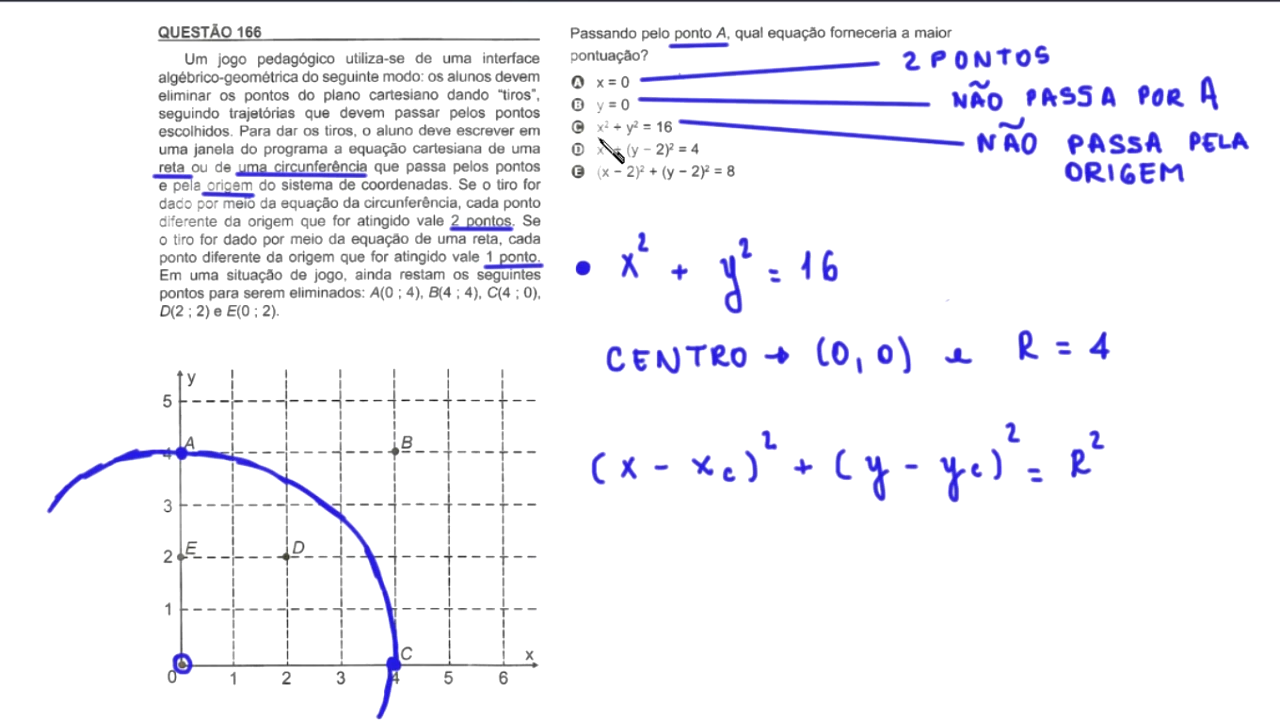 QUESTÃO 166
Um jogo pedagógico utiliza-se de uma interface
algébrico-geométrica do seguinte modo: os alunos devem
eliminar os pontos do plano cartesiano dando "tiros",
seguindo trajetórias que devem passar pelos pontos
escolhidos. Para dar os tiros, o aluno deve escrever em
uma janela do programa a equação cartesiana de uma
reta ou de uma circunferência que passa pelos pontos
e pela origem do sistema de coordenadas. Se o tiro for
dado por meio da equação da circunferência, cada ponto
diferente da origem que for atingido vale 2 pontos. Se
o tiro for dado por meio da equação de uma reta, cada
ponto diferente da origem que for atingido vale 1 ponto.
Em uma situação de jogo, ainda restam os seguintes
pontos para serem eliminados: A(0 ; 4), B(4 ; 4), C(4 ; 0),
D(2 ; 2) e E(0 ; 2).
y
5
4 A B
3
2 E D
1
0 1 2 3 4 5 6 C x
Passando pelo ponto A, qual equação forneceria a maior
pontuação?
A x = 0
B y = 0
C x² + y² = 16
D x² + (y − 2)² = 4
E (x − 2)² + (y − 2)² = 8
2 PONTOS
NÃO PASSA POR A
NÃO PASSA PELA
ORIGEM
• x² + y² = 16
CENTRO → (0, 0) e R = 4
(x - xc)² + (y - yc)² = R²